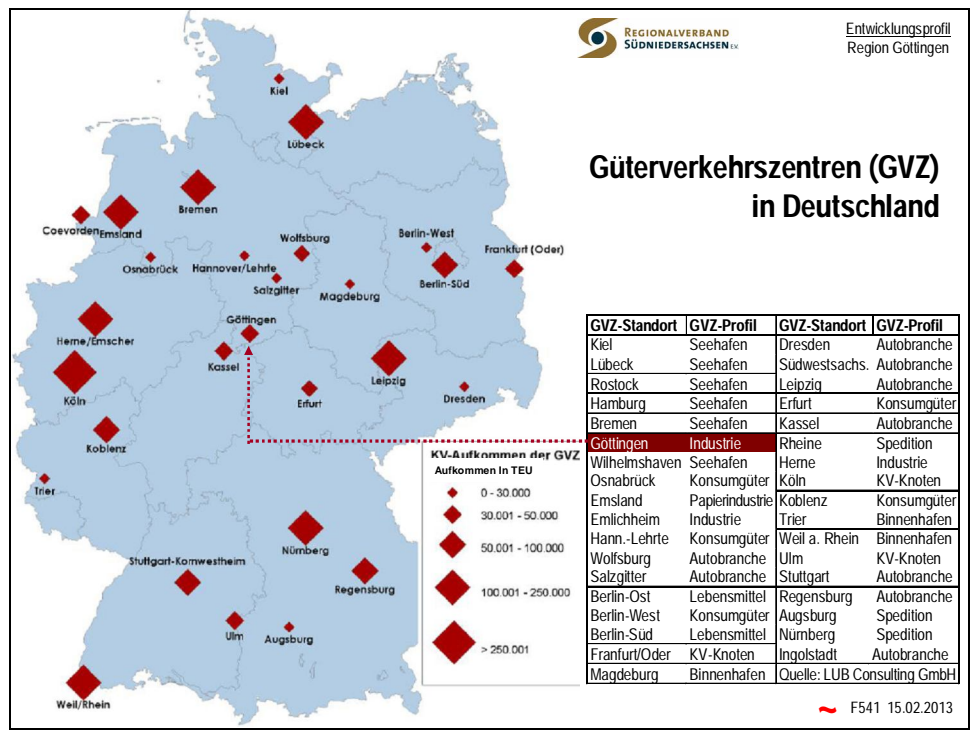 REGIONALVERBAND
SÜDNIEDERSACHSEN E.V.
Entwicklungsprofil
Region Göttingen
Güterverkehrszentren (GVZ)
in Deutschland
Kiel
Lübeck
Bremen
Coevorden
Emsland
Osnabrück
Hannover/Lehrte
Wolfsburg
Salzgitter
Magdeburg
Berlin-West
Berlin-Süd
Frankfurt (Oder)
Herne/Emscher
Göttingen
Kassel
Köln
Koblenz
Erfurt
Leipzig
Dresden
Trier
Nürnberg
Stuttgart-Kornwestheim
Regensburg
Ulm
Augsburg
Weil/Rhein
KV-Aufkommen der GVZ
Aufkommen in TEU
0 - 30.000
30.001 - 50.000
50.001 - 100.000
100.001 - 250.000
> 250.001
GVZ-Standort GVZ-Profil GVZ-Standort GVZ-Profil
Kiel Seehafen Dresden Autobranche
Lübeck Seehafen Südwestsachs. Autobranche
Rostock Seehafen Leipzig Autobranche
Hamburg Seehafen Erfurt Konsumgüter
Bremen Seehafen Kassel Autobranche
Göttingen Industrie Rheine Spedition
Wilhelmshaven Seehafen Herne Industrie
Osnabrück Konsumgüter Köln KV-Knoten
Emsland Papierindustrie Koblenz Konsumgüter
Emlichheim Industrie Trier Binnenhafen
Hann.-Lehrte Konsumgüter Weil a. Rhein Binnenhafen
Wolfsburg Autobranche Ulm KV-Knoten
Salzgitter Autobranche Stuttgart Autobranche
Berlin-Ost Lebensmittel Regensburg Autobranche
Berlin-West Konsumgüter Augsburg Spedition
Berlin-Süd Lebensmittel Nürnberg Spedition
Franfurt/Oder KV-Knoten Ingolstadt Autobranche
Magdeburg Binnenhafen Quelle: LUB Consulting GmbH
F541 15.02.2013